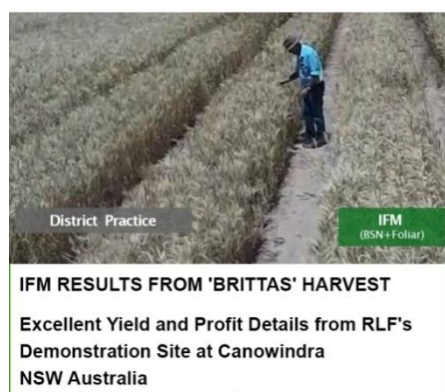 District Practice
IFM
(BSN+Foliar)
IFM RESULTS FROM 'BRITTAS' HARVEST
Excellent Yield and Profit Details from RLF's
Demonstration Site at Canowindra
NSW Australia